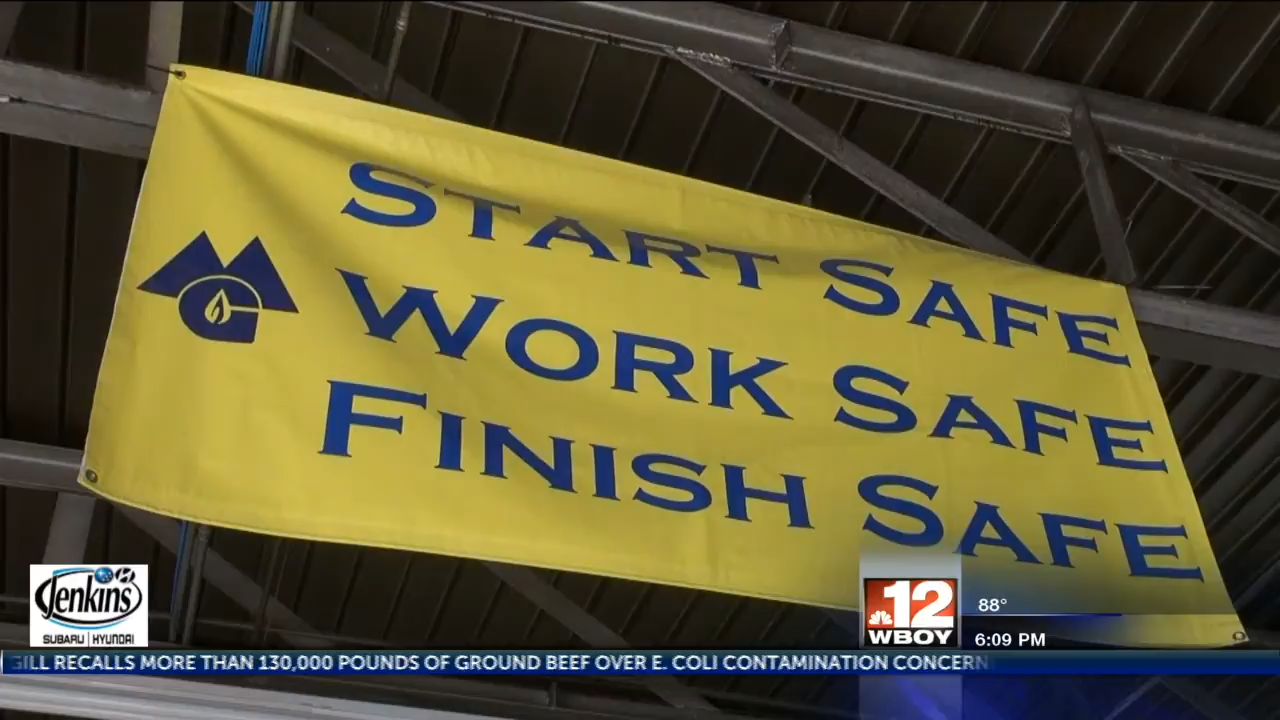 START SAFE
WORK SAFE
FINISH SAFE
Jenkins
SUBARU | HYUNDAI
12
WBOY
88°
6:09 PM
GILL RECALLS MORE THAN 130,000 POUNDS OF GROUND BEEF OVER E. COLI CONTAMINATION CONCERN